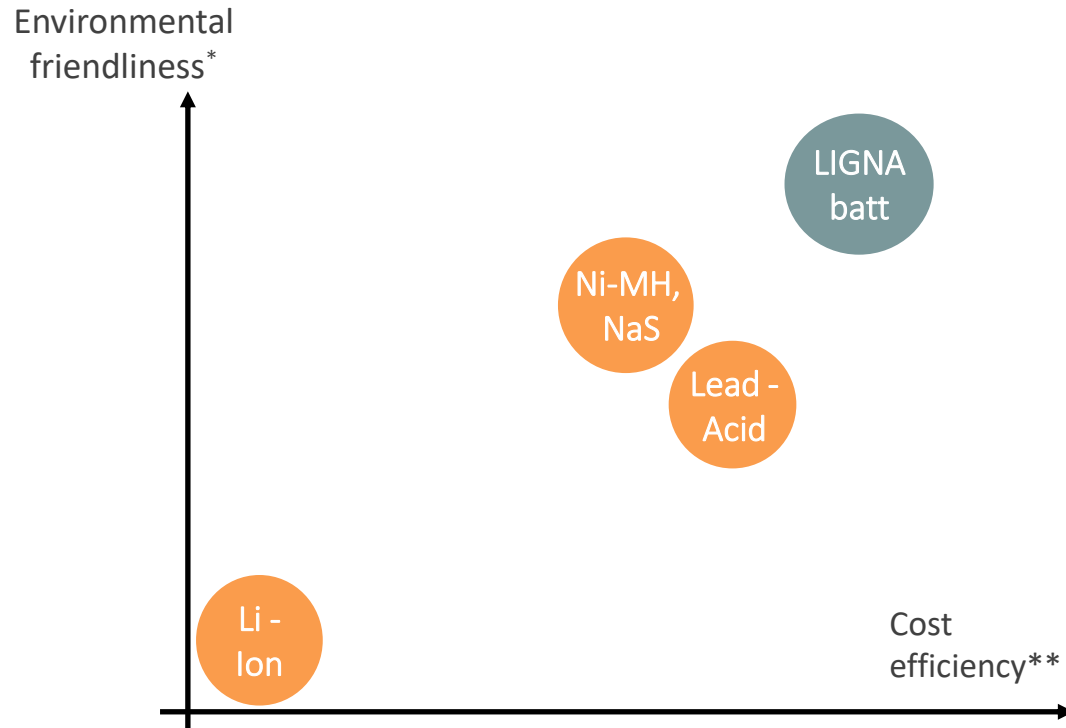 Environmental
friendliness*
LIGNA
batt
Ni-MH,
NaS
Lead -
Acid
Li -
Ion
Cost
efficiency**